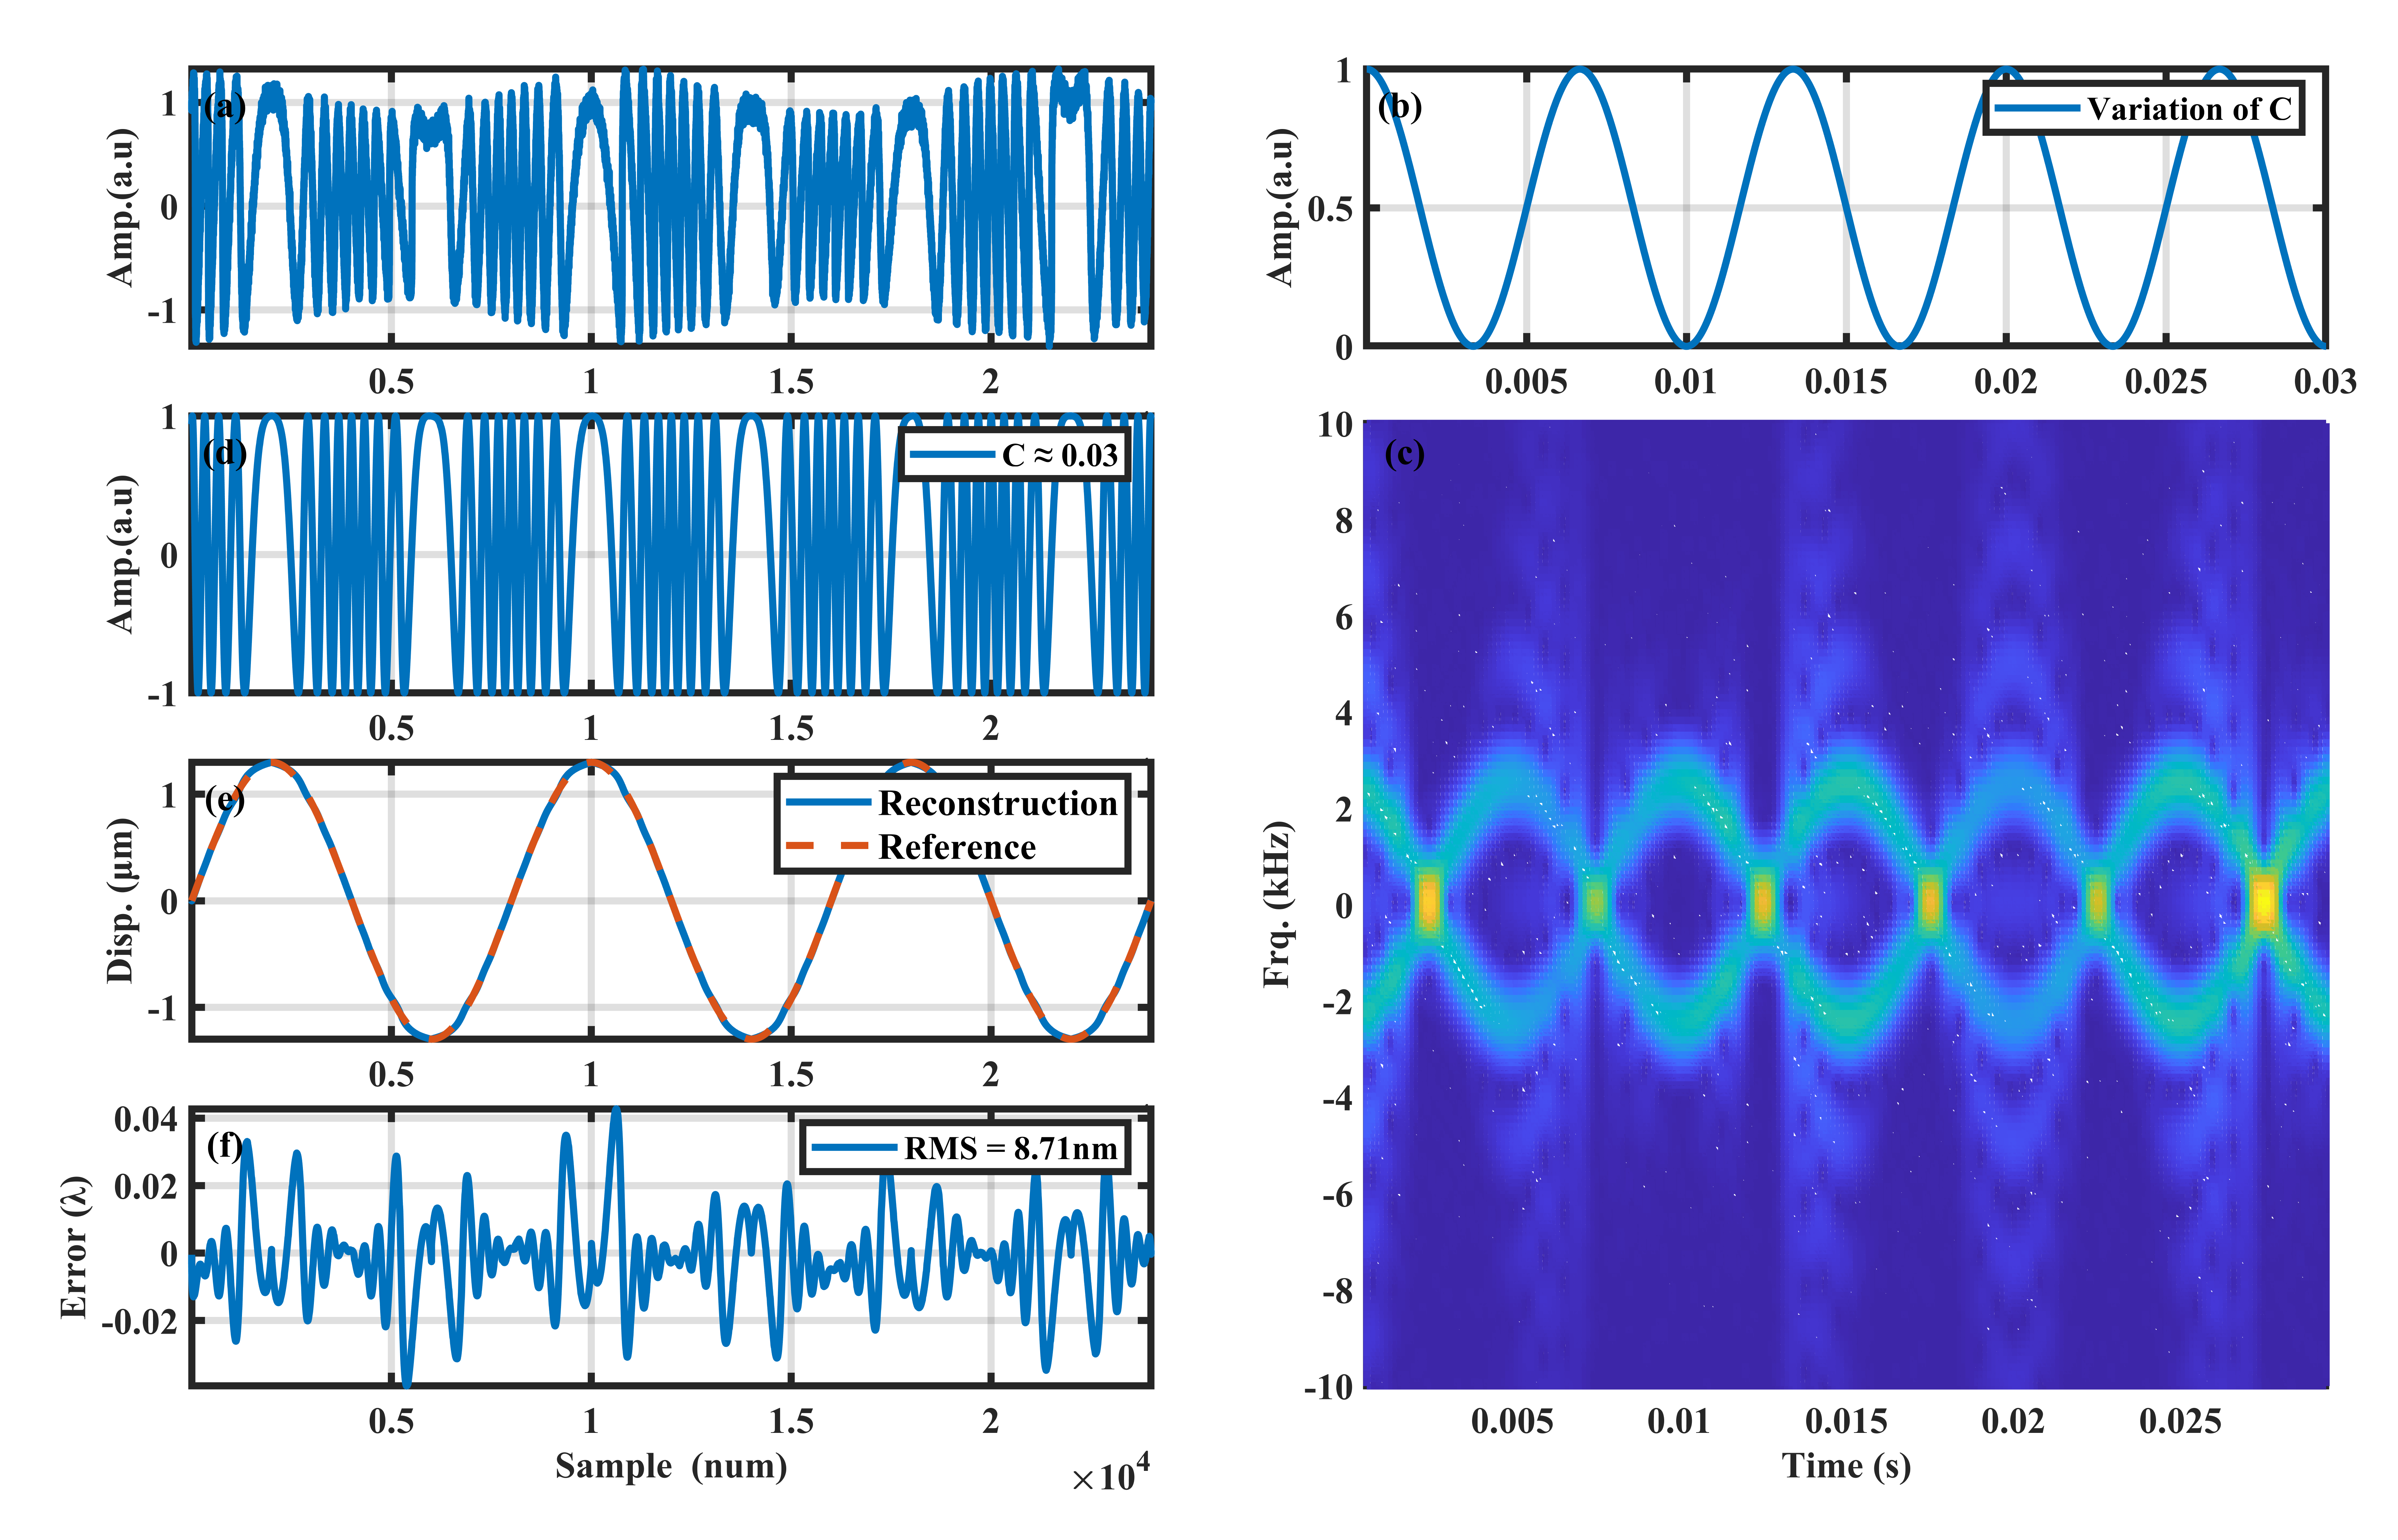 (a)
Amp.(a.u)
1
0
-1
0.5 1 1.5 2
(b)
Variation of C
Amp.(a.u)
1
0.5
0
0.005 0.01 0.015 0.02 0.025 0.03
(d)
C ≈ 0.03
Amp.(a.u)
1
0
-1
0.5 1 1.5 2
(c)
Frq. (kHz)
10
8
6
4
2
0
-2
-4
-6
-8
-10
0.005 0.01 0.015 0.02 0.025
Time (s)
(e)
Reconstruction
Reference
Disp. (μm)
1
0
-1
0.5 1 1.5 2
(f)
RMS = 8.71nm
Error (λ)
0.04
0.02
0
-0.02
0.5 1 1.5 2
Sample (num)
×10⁴